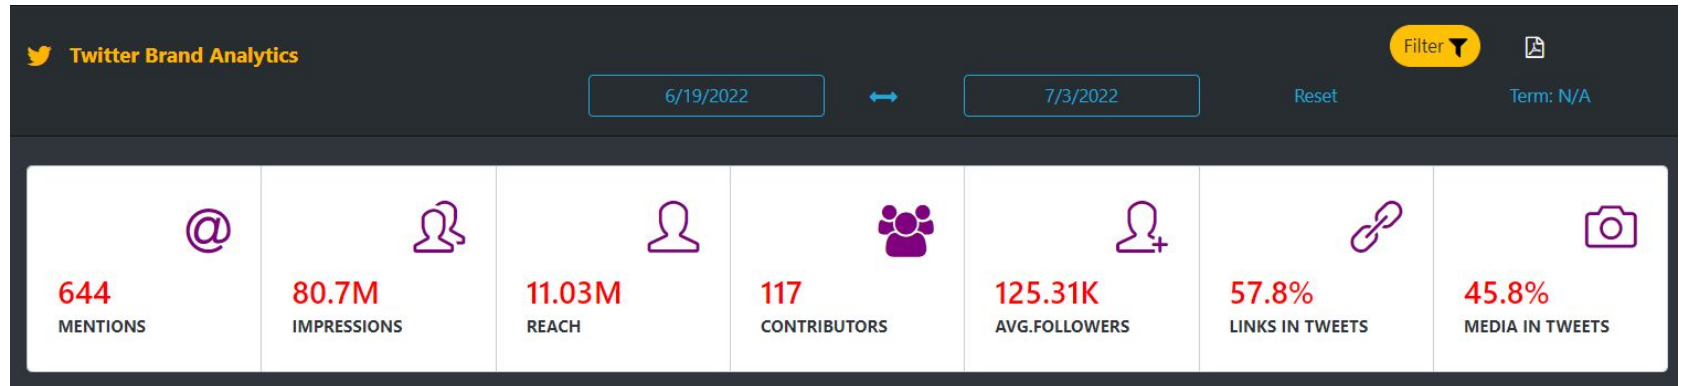 Twitter Brand Analytics
Filter
6/19/2022
7/3/2022
Reset
Term: N/A
@
644
MENTIONS
80.7M
IMPRESSIONS
11.03M
REACH
117
CONTRIBUTORS
125.31K
AVG.FOLLOWERS
57.8%
LINKS IN TWEETS
45.8%
MEDIA IN TWEETS